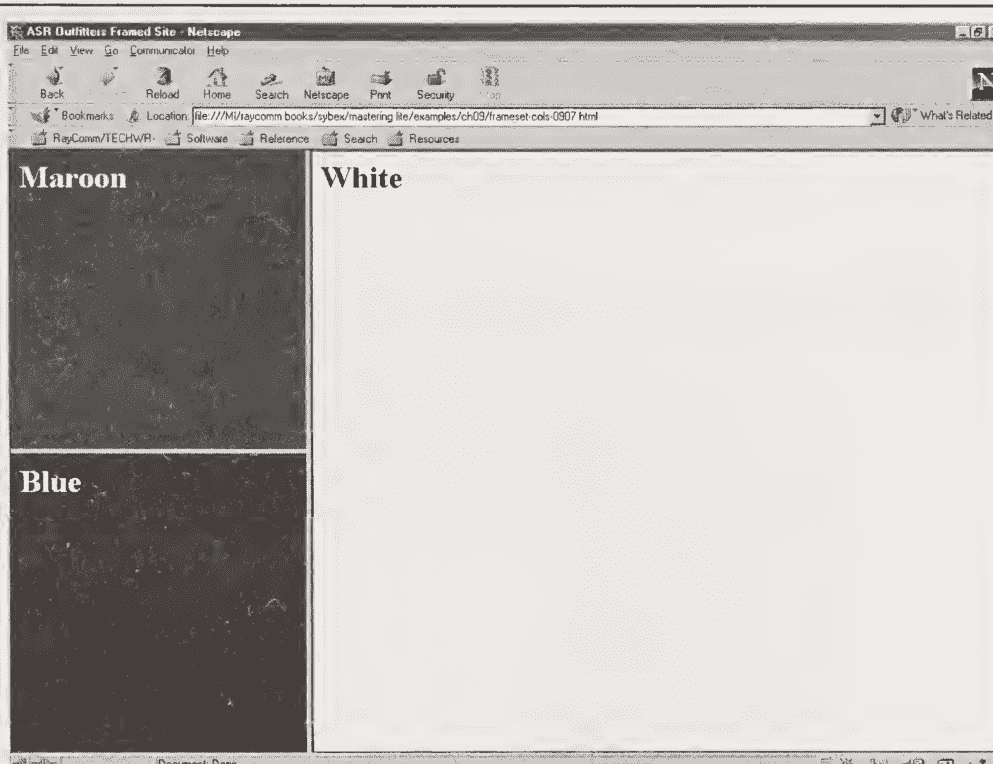 ASR Outfitters Framed Site - Netscape
File Edit View Go Communicator Help
Back Reload Home Search Netscape Print Security Stop
N
Bookmarks Location: file:///M|/raycomm books/sybex/mastering lite/examples/ch09/frameset-cols-0907 html What's Related
RayComm/TECHWR- Software Reference Search Resources
Maroon
White
Blue
Document: Done